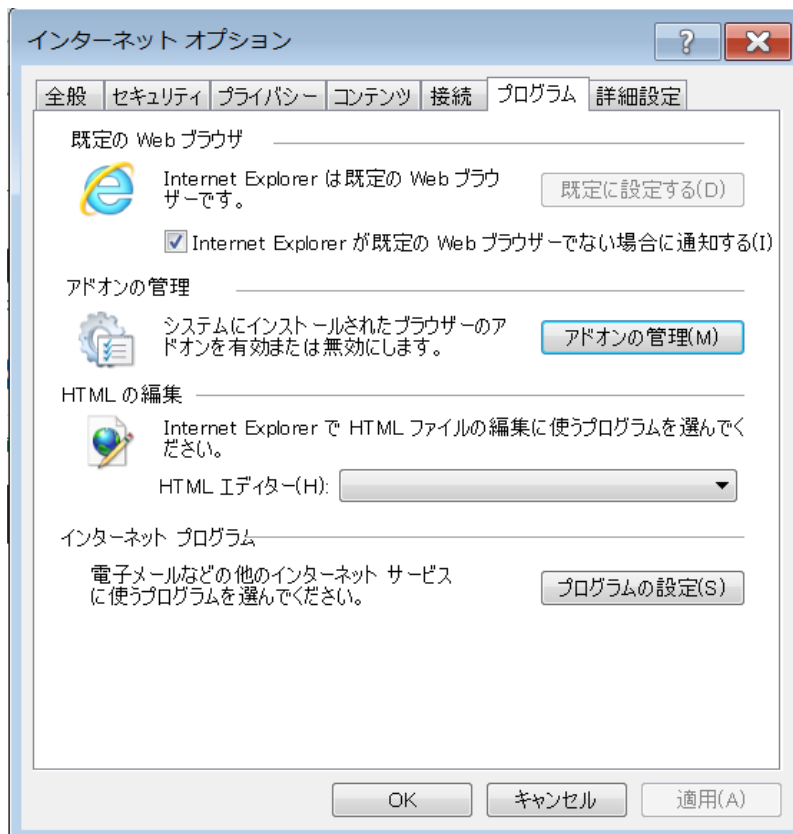 インターネット オプション
?
全般 セキュリティ プライバシー コンテンツ 接続 プログラム 詳細設定
既定の Web ブラウザ
Internet Explorer は既定の Web ブラウ
ザーです。
既定に設定する(D)
Internet Explorer が既定の Web ブラウザーでない場合に通知する(I)
アドオンの管理
システムにインストールされたブラウザーのア
ドオンを有効または無効にします。
アドオンの管理(M)
HTML の編集
Internet Explorer で HTML ファイルの編集に使うプログラムを選んでく
ださい。
HTML エディター(H):
インターネット プログラム
電子メールなどの他のインターネット サービス
に使うプログラムを選んでください。
プログラムの設定(S)
OK キャンセル 適用(A)